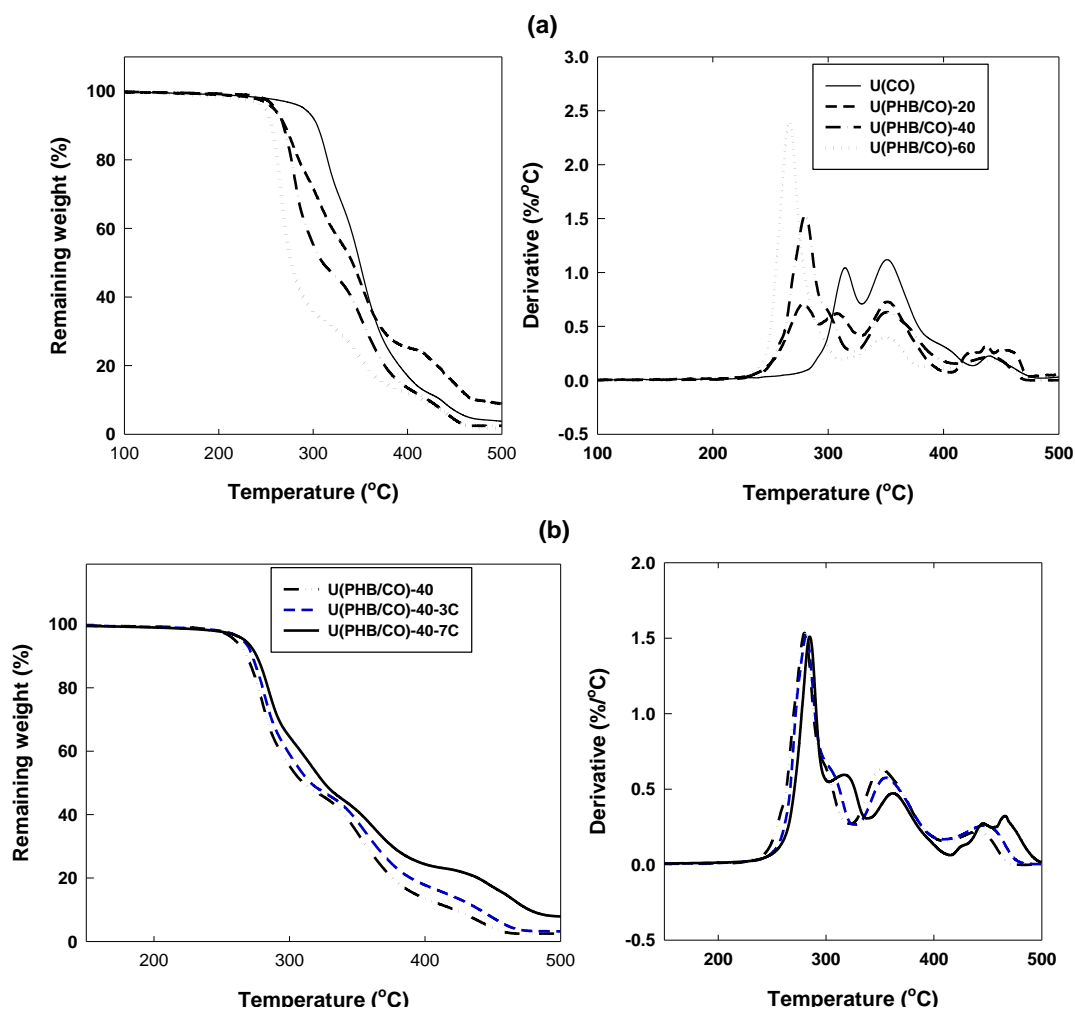 (a)
Remaining weight (%)
100
80
60
40
20
0
100
200
300
400
500
Temperature (°C)
Derivative (%/°C)
3.0
2.5
2.0
1.5
1.0
0.5
0.0
-0.5
100
200
300
400
500
Temperature (°C)
U(CO)
U(PHB/CO)-20
U(PHB/CO)-40
U(PHB/CO)-60
(b)
Remaining weight (%)
100
80
60
40
20
0
200
300
400
500
Temperature (°C)
U(PHB/CO)-40
U(PHB/CO)-40-3C
U(PHB/CO)-40-7C
Derivative (%/°C)
2.0
1.5
1.0
0.5
0.0
-0.5
200
300
400
500
Temperature (°C)